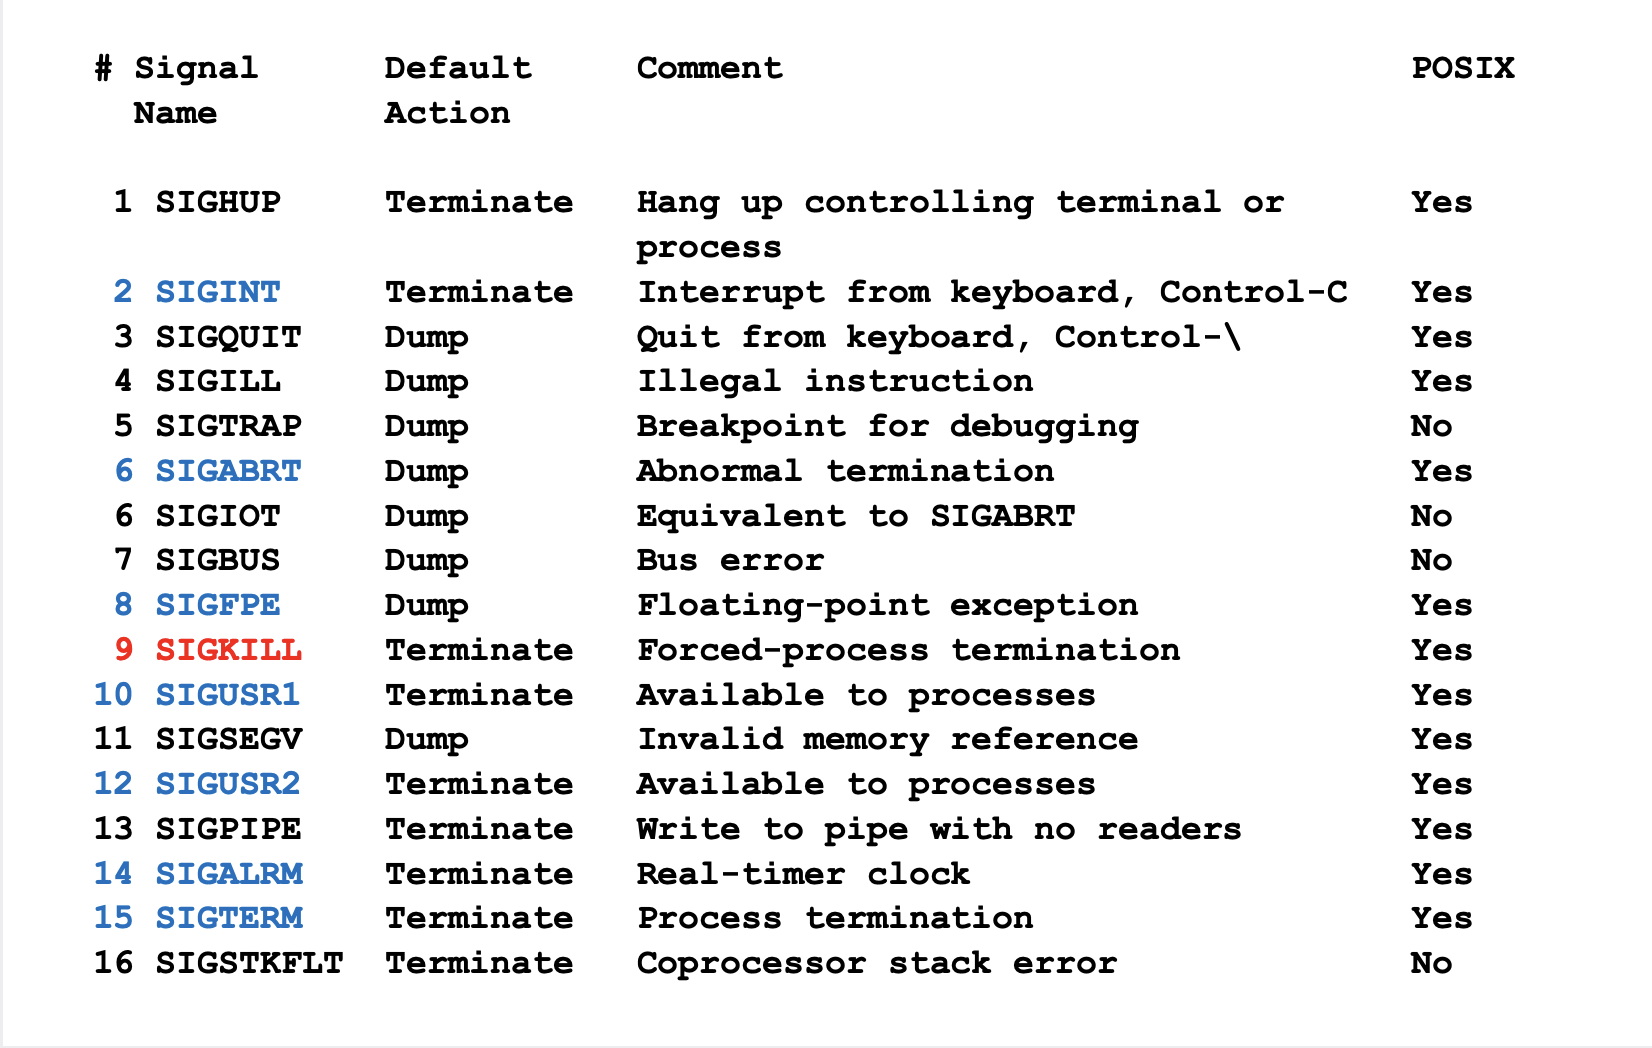 # Signal Default Comment POSIX
Name Action
1 SIGHUP Terminate Hang up controlling terminal or Yes
process
2 SIGINT Terminate Interrupt from keyboard, Control-C Yes
3 SIGQUIT Dump Quit from keyboard, Control-\ Yes
4 SIGILL Dump Illegal instruction Yes
5 SIGTRAP Dump Breakpoint for debugging No
6 SIGABRT Dump Abnormal termination Yes
6 SIGIOT Dump Equivalent to SIGABRT No
7 SIGBUS Dump Bus error No
8 SIGFPE Dump Floating-point exception Yes
9 SIGKILL Terminate Forced-process termination Yes
10 SIGUSR1 Terminate Available to processes Yes
11 SIGSEGV Dump Invalid memory reference Yes
12 SIGUSR2 Terminate Available to processes Yes
13 SIGPIPE Terminate Write to pipe with no readers Yes
14 SIGALRM Terminate Real-timer clock Yes
15 SIGTERM Terminate Process termination Yes
16 SIGSTKFLT Terminate Coprocessor stack error No